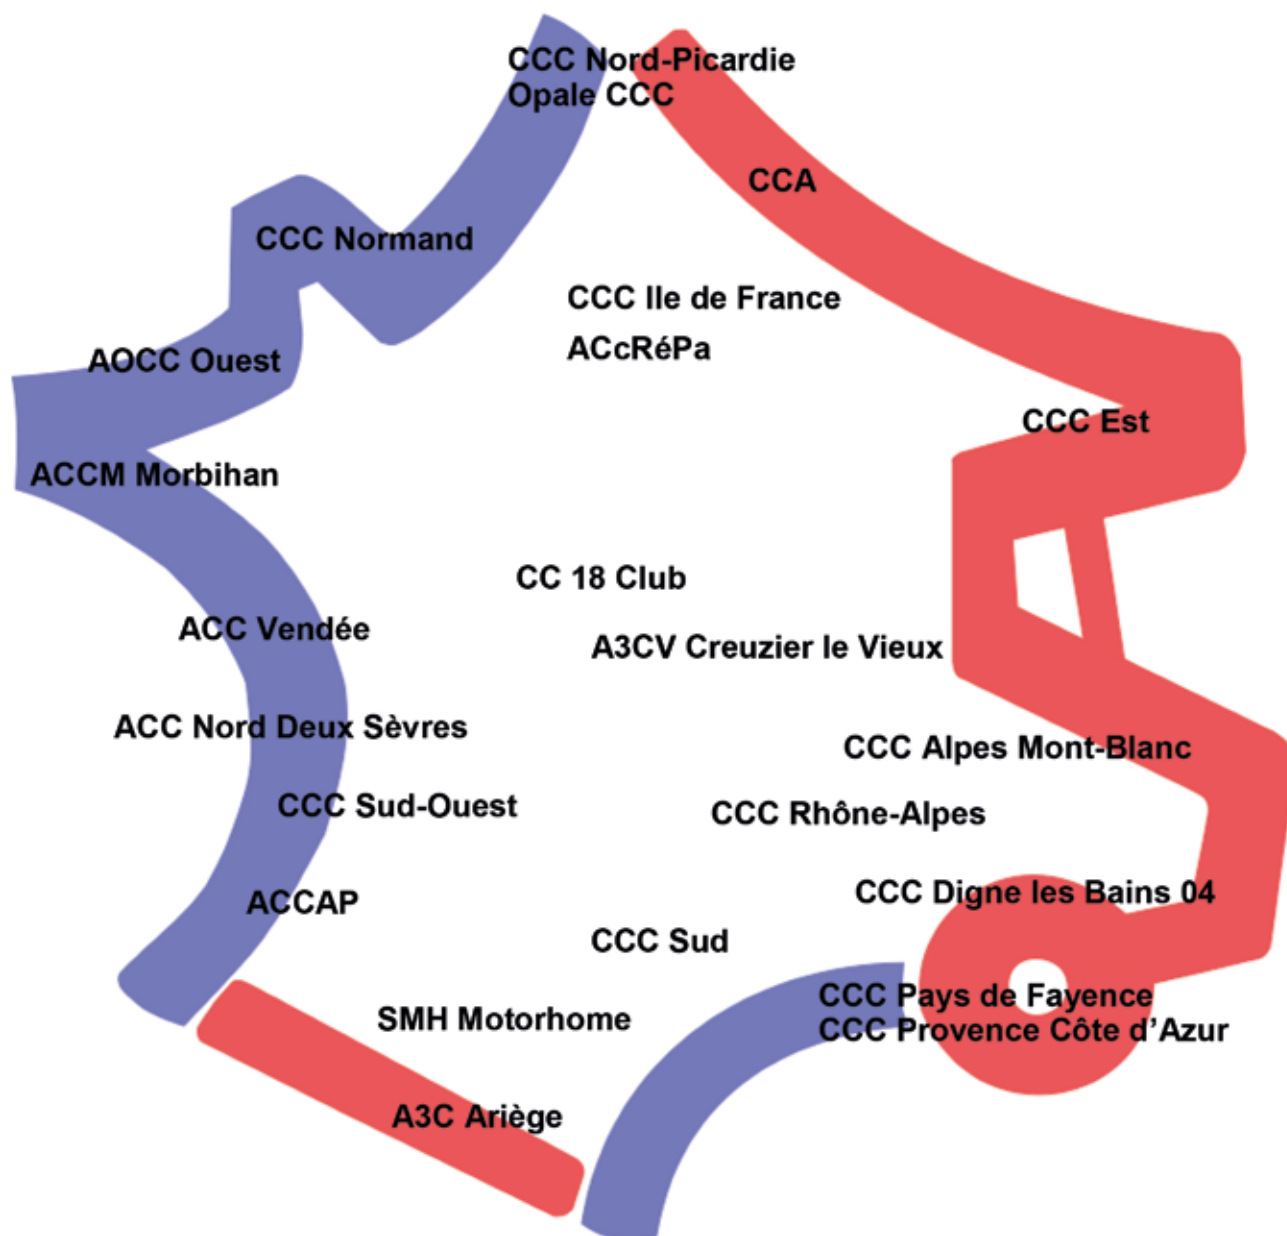 CCC Nord-Picardie
Opale CCC
CCA
CCC Normand
CCC Ile de France
ACcRéPa
AOCC Ouest
CCC Est
ACCM Morbihan
CC 18 Club
ACC Vendée
A3CV Creuzier le Vieux
ACC Nord Deux Sèvres
CCC Alpes Mont-Blanc
CCC Sud-Ouest
CCC Rhône-Alpes
CCC Digne les Bains 04
ACCAP
CCC Sud
CCC Pays de Fayence
CCC Provence Côte d’Azur
SMH Motorhome
A3C Ariège